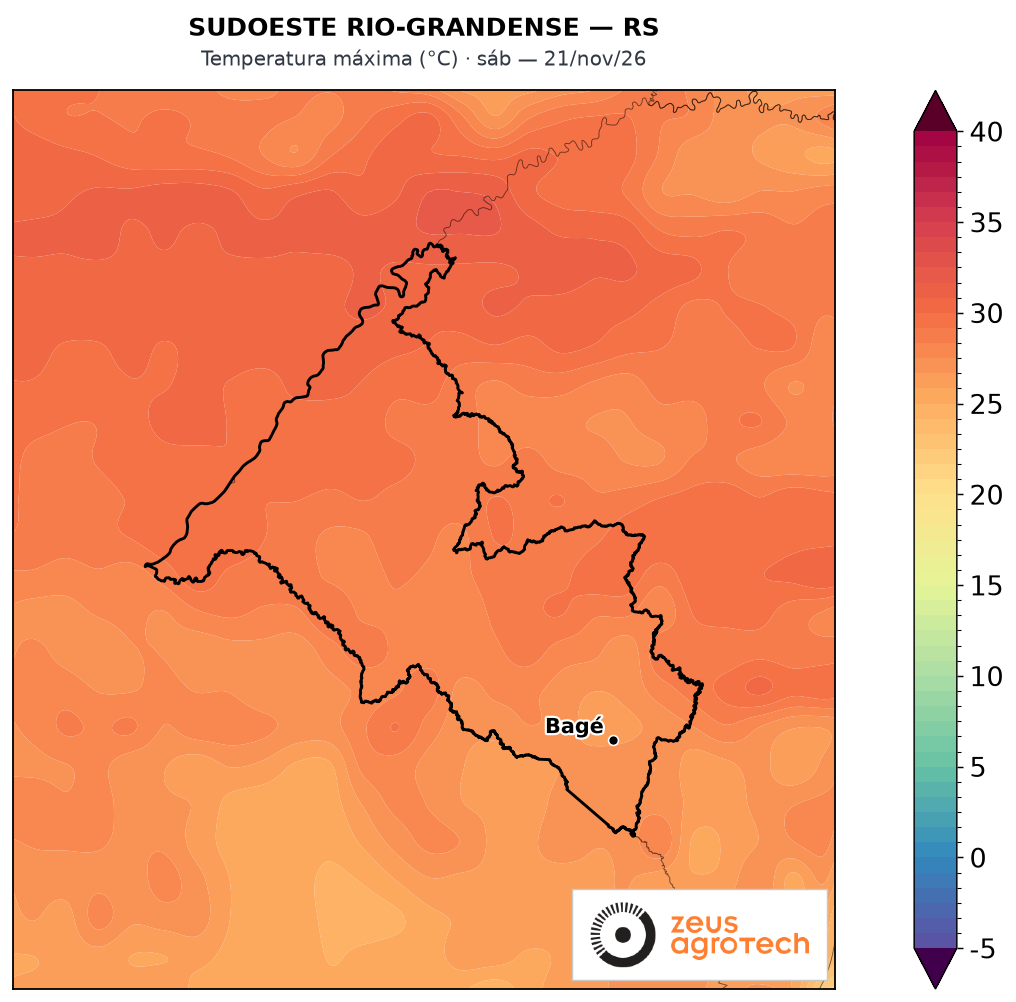 SUDOESTE RIO-GRANDENSE — RS
Temperatura máxima (°C) · sáb — 21/nov/26
40
35
30
25
20
15
10
5
0
-5
Bagé
zeus
agrotech